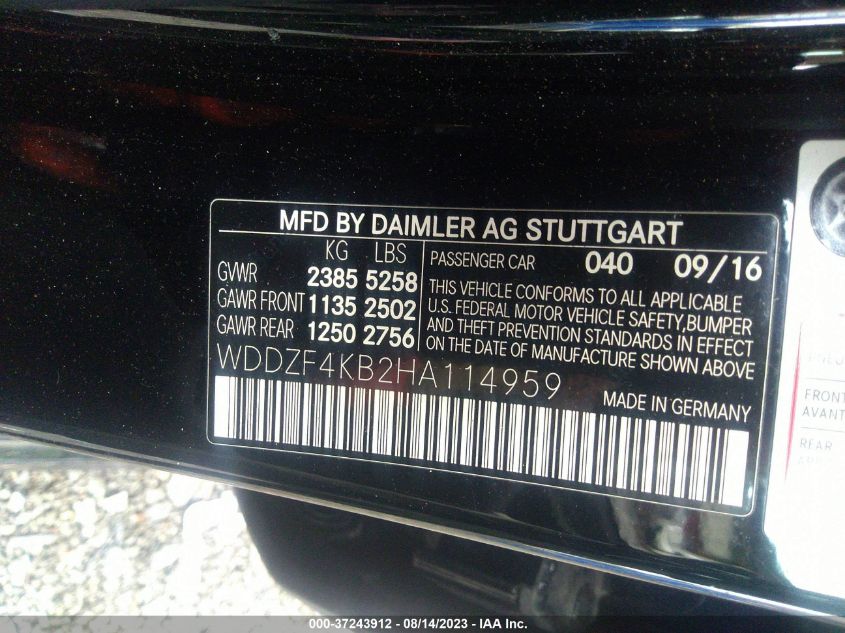 MFD BY DAIMLER AG STUTTGART
KG LBS
GVWR 2385 5258
GAWR FRONT 1135 2502
GAWR REAR 1250 2756
PASSENGER CAR 040 09/16
THIS VEHICLE CONFORMS TO ALL APPLICABLE
U.S. FEDERAL MOTOR VEHICLE SAFETY,BUMPER
AND THEFT PREVENTION STANDARDS IN EFFECT
ON THE DATE OF MANUFACTURE SHOWN ABOVE
WDDZF4KB2HA114959
MADE IN GERMANY
FRONT
AVANT
REAR
000-37243912 - 08/14/2023 - IAA Inc.